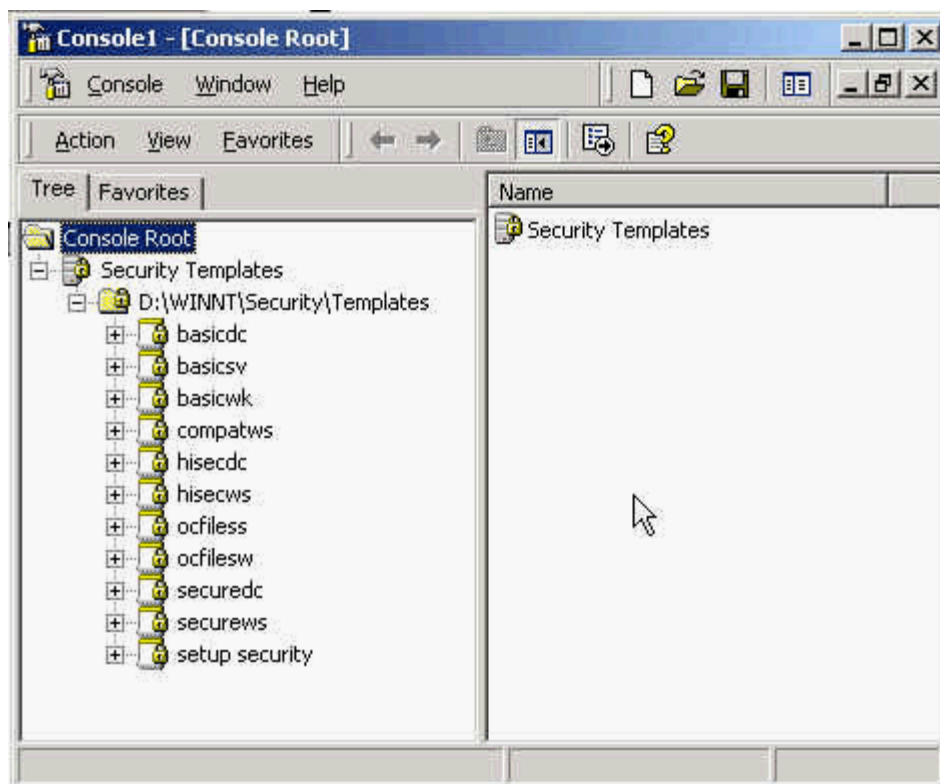 Console1 - [Console Root]
Console Window Help
Action View Favorites
Tree Favorites
Name
Console Root
Security Templates
D:\WINNT\Security\Templates
basicdc
basicsv
basicwk
compatws
hisecdc
hisecws
ocfiless
ocfilesw
securedc
securews
setup security
Security Templates